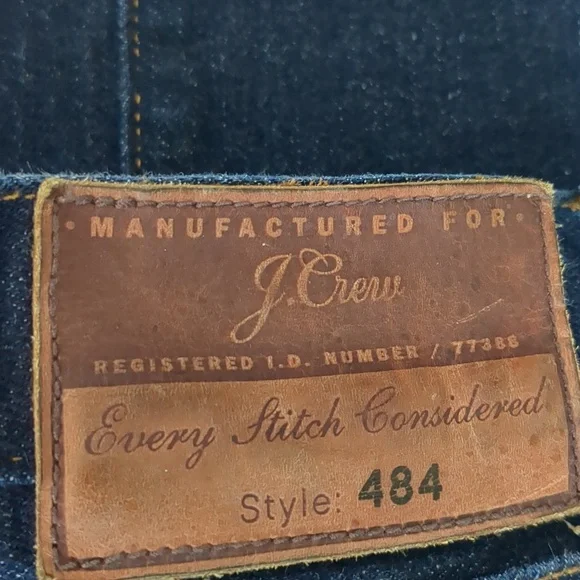 · MANUFACTURED FOR ·
J.Crew
REGISTERED I.D. NUMBER / 77388
Every Stitch Considered
Style: 484